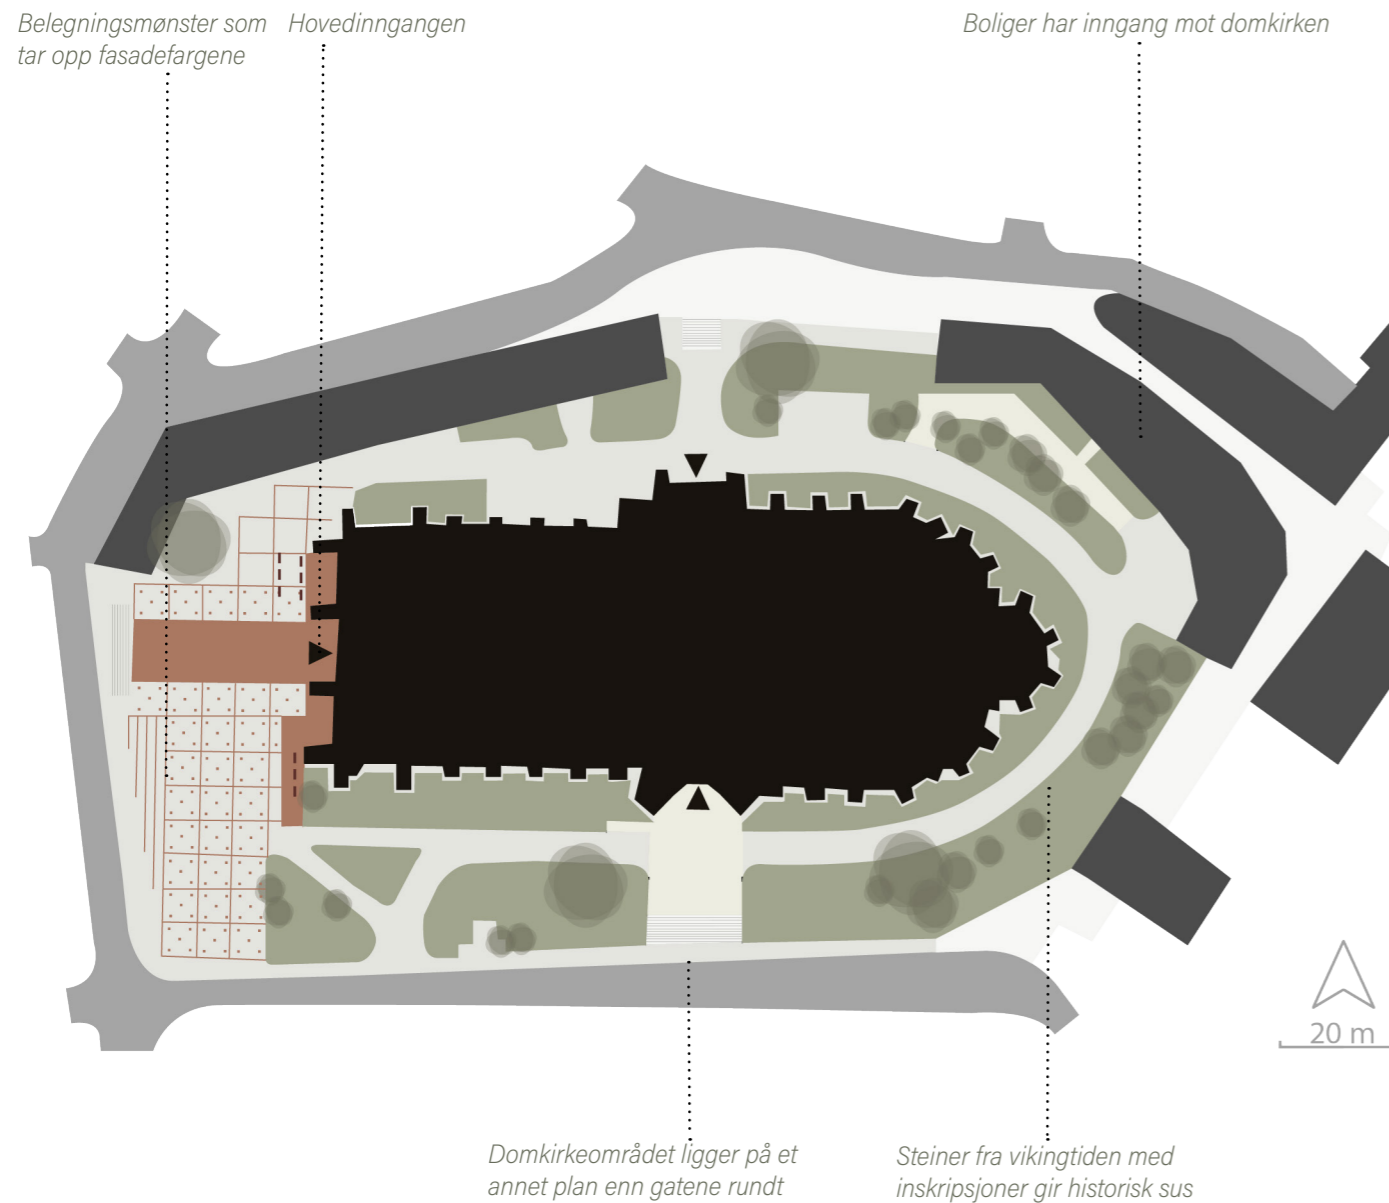 Belegningsmønster som
tar opp fasadefargene
Hovedinngangen
Boliger har inngang mot domkirken
20 m
Domkirkeområdet ligger på et
annet plan enn gatene rundt
Steiner fra vikingtiden med
inskripsjoner gir historisk sus